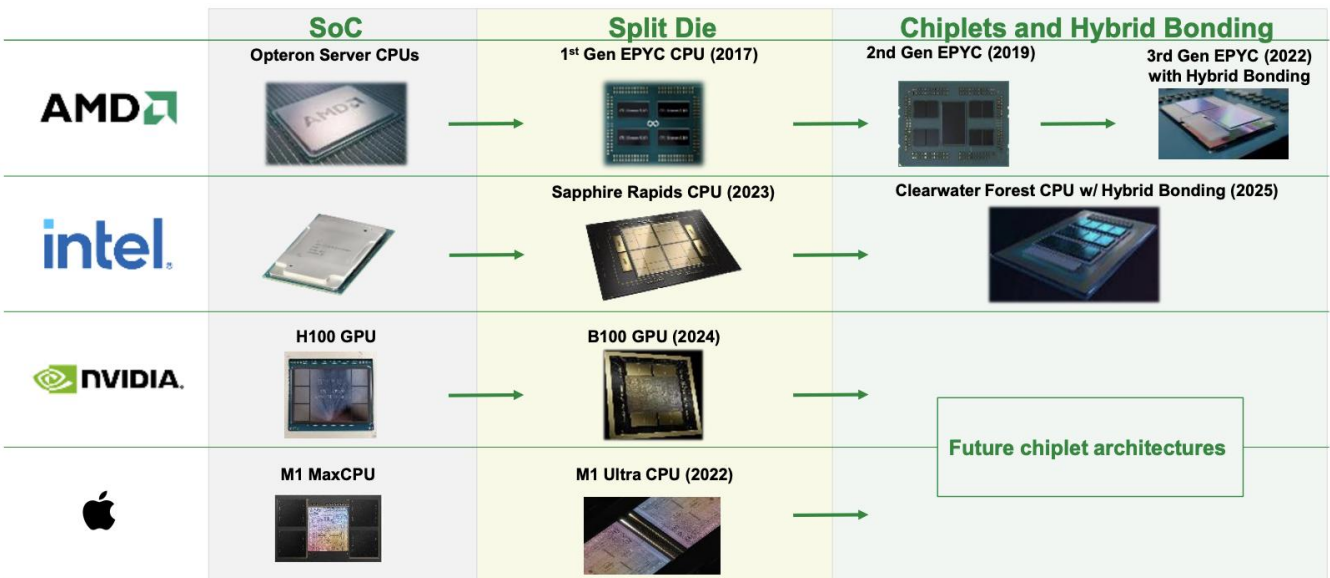 SoC
Split Die
Chiplets and Hybrid Bonding
AMD
Opteron Server CPUs
AMD
1st Gen EPYC CPU (2017)
2nd Gen EPYC (2019)
3rd Gen EPYC (2022)
with Hybrid Bonding
intel.
Sapphire Rapids CPU (2023)
Clearwater Forest CPU w/ Hybrid Bonding (2025)
NVIDIA.
H100 GPU
B100 GPU (2024)
Future chiplet architectures
M1 MaxCPU
M1 Ultra CPU (2022)